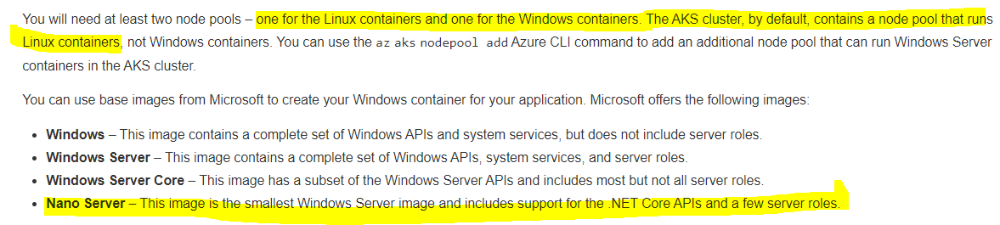 You will need at least two node pools – one for the Linux containers and one for the Windows containers. The AKS cluster, by default, contains a node pool that runs
Linux containers, not Windows containers. You can use the az aks nodepool add Azure CLI command to add an additional node pool that can run Windows Server
containers in the AKS cluster.
You can use base images from Microsoft to create your Windows container for your application. Microsoft offers the following images:
• Windows – This image contains a complete set of Windows APIs and system services, but does not include server roles.
• Windows Server – This image contains a complete set of Windows APIs, system services, and server roles.
• Windows Server Core – This image has a subset of the Windows Server APIs and includes most but not all server roles.
• Nano Server – This image is the smallest Windows Server image and includes support for the .NET Core APIs and a few server roles.